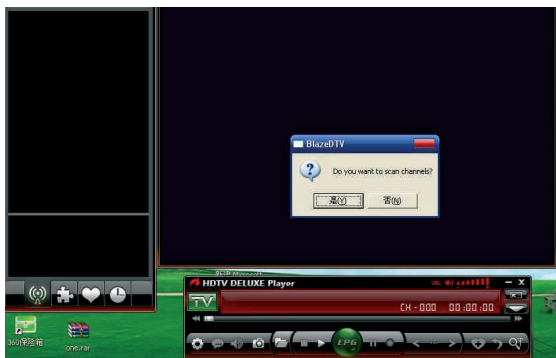 BlazeDTV
Do you want to scan channels?
是(Y)
否(N)
HDTV DELUXE Player
VOL
TV
CH - 000 00 : 00 : 00
EPG
360保险箱
one.rar